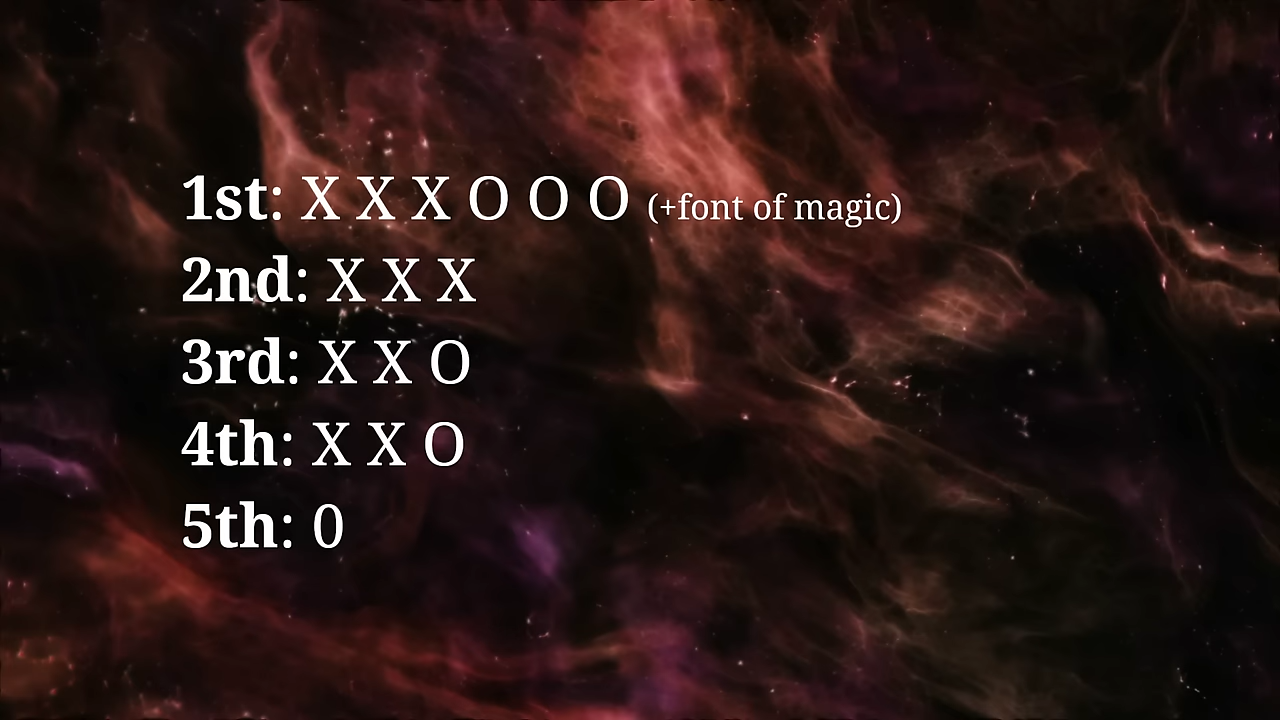 1st: X X X O O O (+font of magic)
2nd: X X X
3rd: X X O
4th: X X O
5th: 0